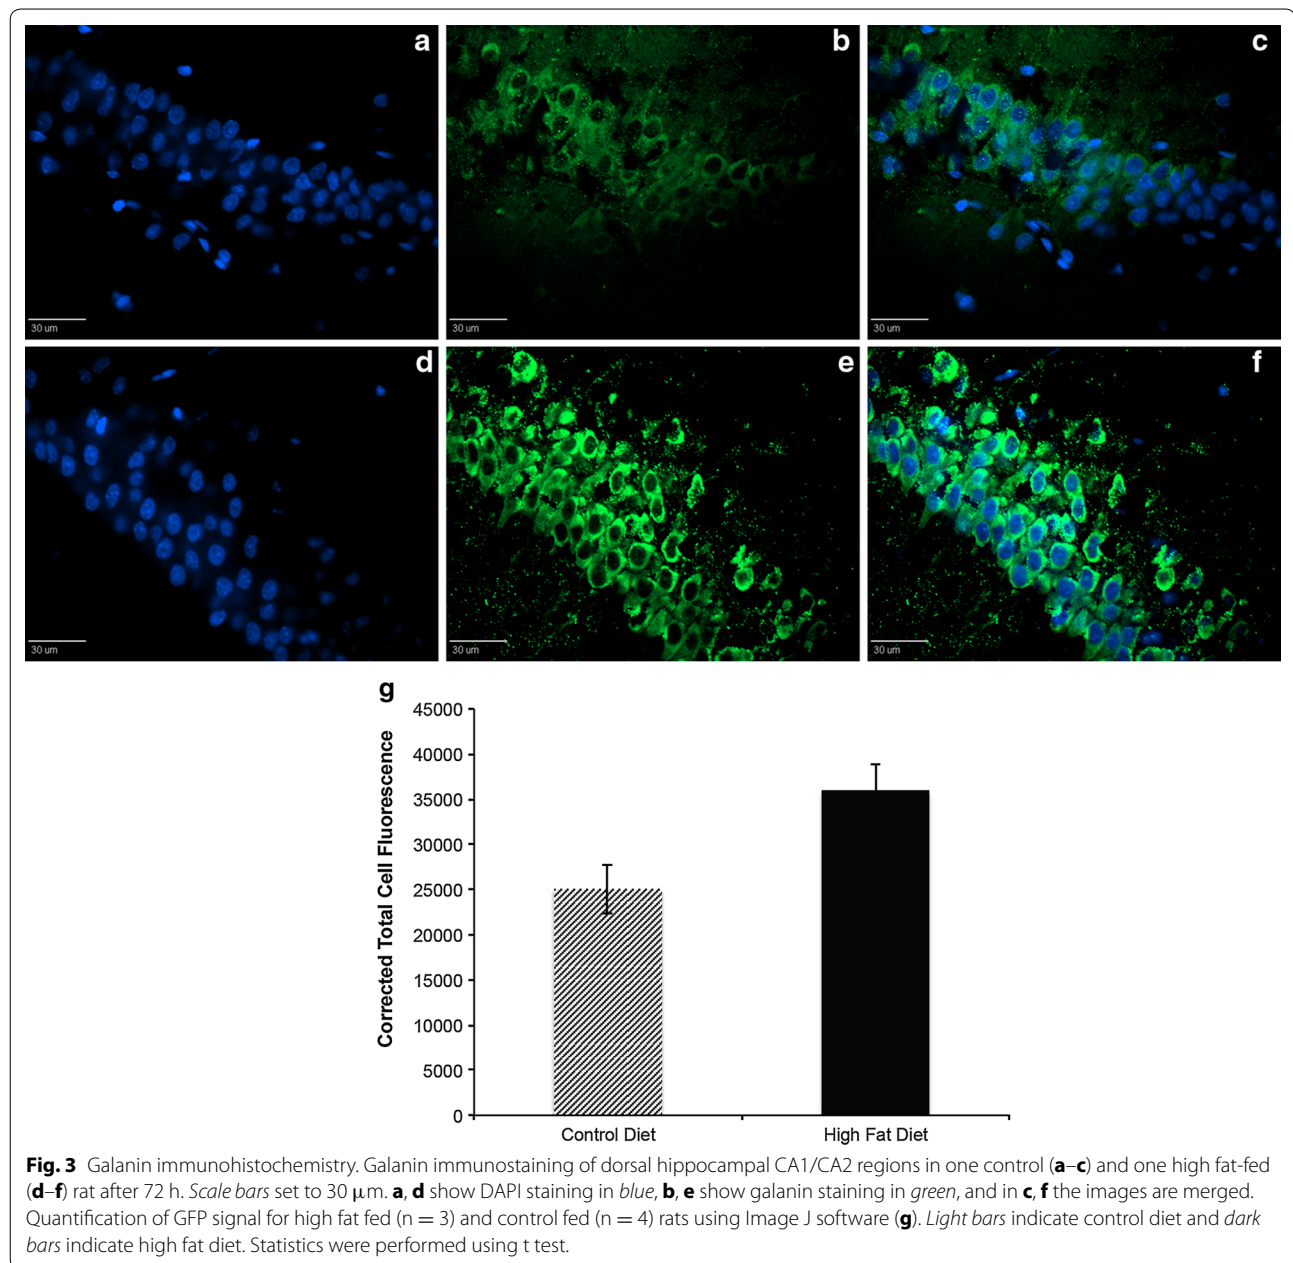 a
b
c
30 um
30 um
30 um
d
e
f
30 um
30 um
30 um
g
45000
40000
35000
30000
25000
20000
15000
10000
5000
0
Corrected Total Cell Fluorescence
Control Diet
High Fat Diet
Fig. 3 Galanin immunohistochemistry. Galanin immunostaining of dorsal hippocampal CA1/CA2 regions in one control (a–c) and one high fat-fed
(d–f) rat after 72 h. Scale bars set to 30 μm. a, d show DAPI staining in blue, b, e show galanin staining in green, and in c, f the images are merged.
Quantification of GFP signal for high fat fed (n = 3) and control fed (n = 4) rats using Image J software (g). Light bars indicate control diet and dark
bars indicate high fat diet. Statistics were performed using t test.